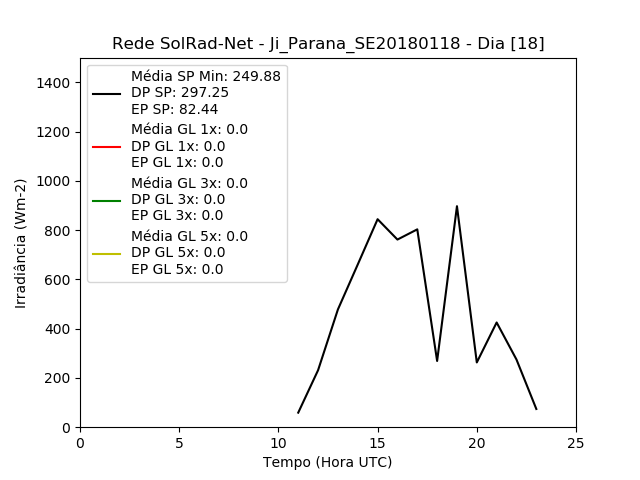 Rede SolRad-Net - Ji_Parana_SE20180118 - Dia [18]
Média SP Min: 249.88
DP SP: 297.25
EP SP: 82.44
Média GL 1x: 0.0
DP GL 1x: 0.0
EP GL 1x: 0.0
Média GL 3x: 0.0
DP GL 3x: 0.0
EP GL 3x: 0.0
Média GL 5x: 0.0
DP GL 5x: 0.0
EP GL 5x: 0.0
Irradiância (Wm-2)
1400
1200
1000
800
600
400
200
0
0 5 10 15 20 25
Tempo (Hora UTC)